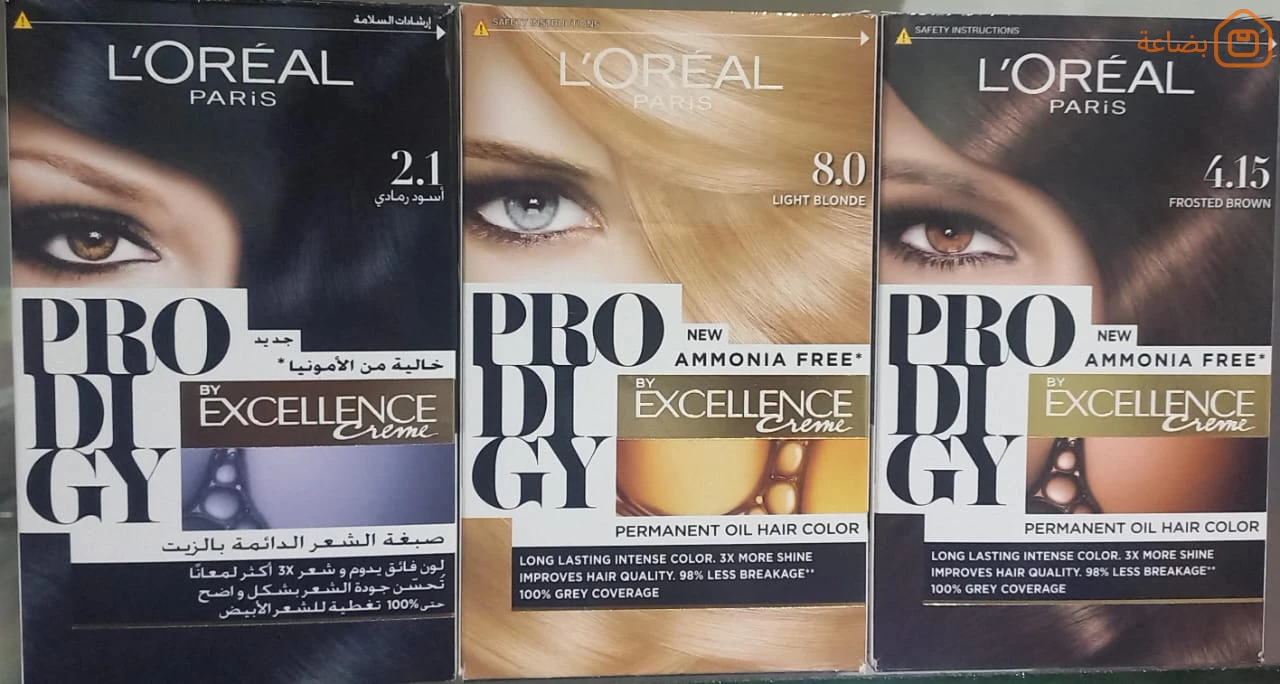 إرشادات السلامة
L'ORÉAL
PARiS
2.1
أسود رمادي
PRO
DI
GY
جديد
خالية من الأمونيا*
BY
EXCELLENCE
Creme
صبغة الشعر الدائمة بالزيت
لون فائق يدوم و شعر 3X أكثر لمعانًا
تُحسّن جودة الشعر بشكل و اضح
حتى 100% تغطية للشعر الأبيض
SAFETY INSTRUCTIONS
L'ORÉAL
PARiS
8.0
LIGHT BLONDE
PRO
DI
GY
NEW
AMMONIA FREE*
BY
EXCELLENCE
Creme
PERMANENT OIL HAIR COLOR
LONG LASTING INTENSE COLOR. 3X MORE SHINE
IMPROVES HAIR QUALITY. 98% LESS BREAKAGE**
100% GREY COVERAGE
SAFETY INSTRUCTIONS
بضاعة
L'ORÉAL
PARiS
4.15
FROSTED BROWN
PRO
DI
GY
NEW
AMMONIA FREE*
BY
EXCELLENCE
Creme
PERMANENT OIL HAIR COLOR
LONG LASTING INTENSE COLOR. 3X MORE SHINE
IMPROVES HAIR QUALITY. 98% LESS BREAKAGE**
100% GREY COVERAGE